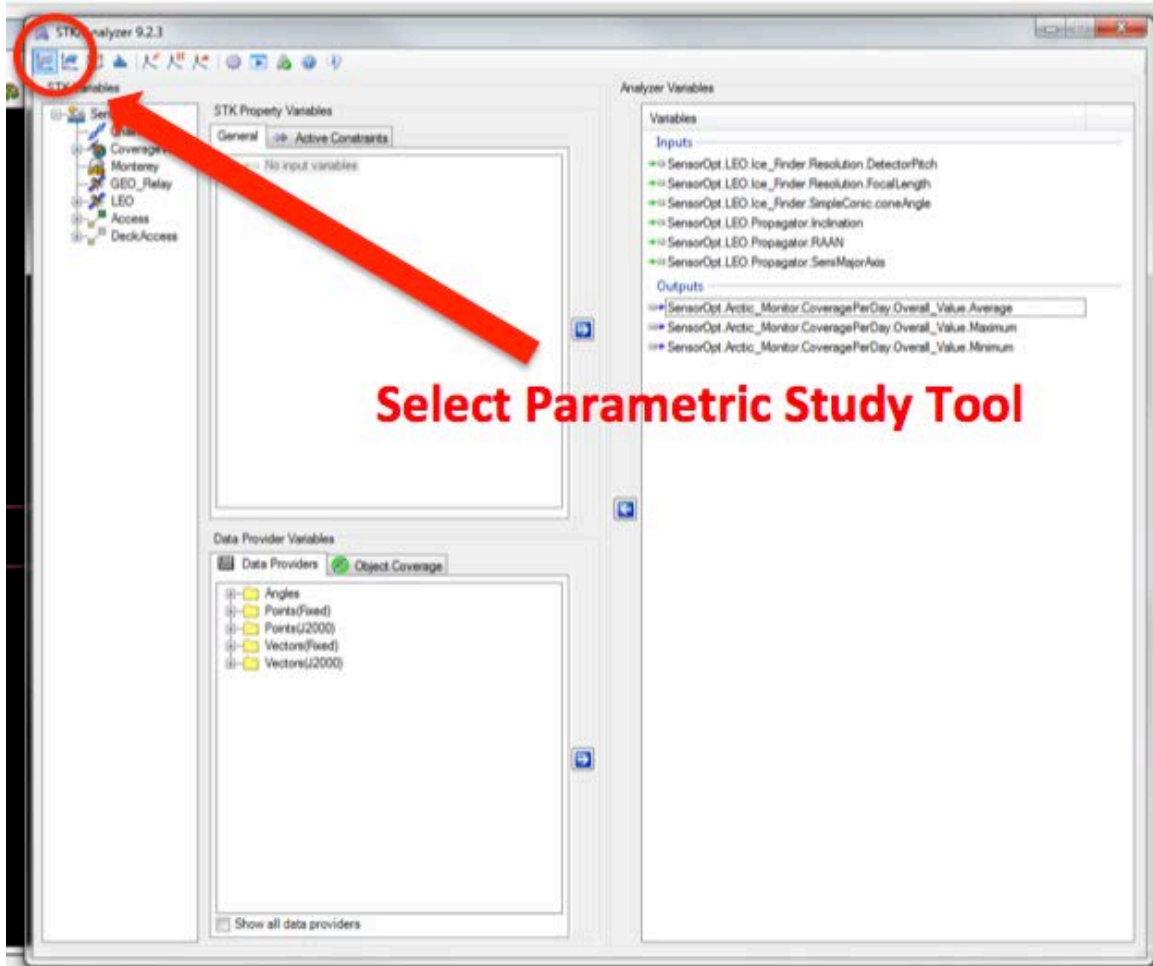 STK Analyzer 9.2.3
STK Variables
Coverage
Monterey
GEO_Relay
LEO
Access
DeckAccess
STK Property Variables
General
Active Constraints
No input variables
Data Provider Variables
Data Providers
Object Coverage
Angles
Points(Fixed)
Points(J2000)
Vectors(Fixed)
Vectors(J2000)
Show all data providers
Analyzer Variables
Variables
Inputs
SensorOpt.LEO.Ice_Finder.Resolution.DetectorPitch
SensorOpt.LEO.Ice_Finder.Resolution.FocalLength
SensorOpt.LEO.Ice_Finder.SimpleConic.coneAngle
SensorOpt.LEO.Propagator.Inclination
SensorOpt.LEO.Propagator.RAAN
SensorOpt.LEO.Propagator.SemiMajorAxis
Outputs
SensorOpt.Arctic_Monitor.CoveragePerDay.Overall_Value.Average
SensorOpt.Arctic_Monitor.CoveragePerDay.Overall_Value.Maximum
SensorOpt.Arctic_Monitor.CoveragePerDay.Overall_Value.Minimum
Select Parametric Study Tool